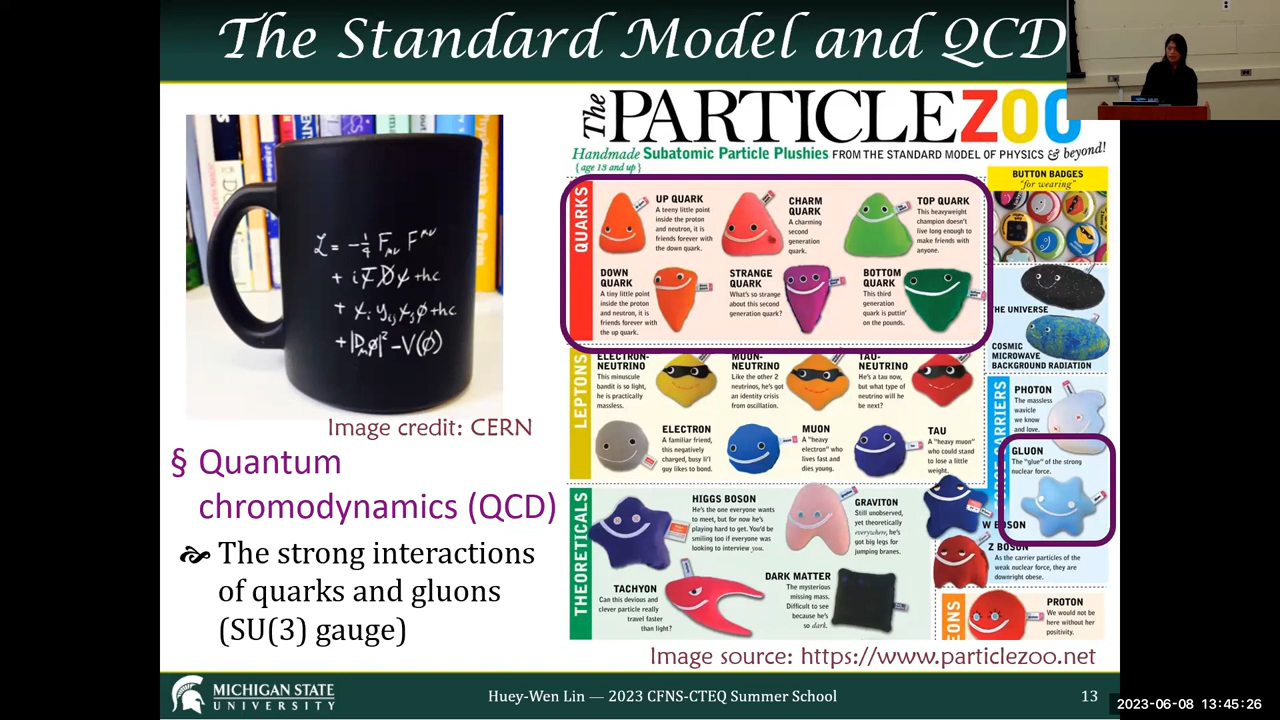 The Standard Model and QCD
The PARTICLE ZOO
Handmade Subatomic Particle Plushies FROM THE STANDARD MODEL OF PHYSICS & beyond!
{ age 13 and up }
QUARKS
UP QUARK
A teeny little point
inside the proton
and neutron, it is
friends forever with
the down quark.
CHARM
QUARK
A charming
second
generation
quark.
TOP QUARK
This heavyweight
champion doesn't
live long enough to
make friends with
anyone.
DOWN
QUARK
A tiny little point
inside the proton
and neutron, it is
friends forever with
the up quark.
STRANGE
QUARK
What's so strange
about this second
generation quark?
BOTTOM
QUARK
This third
generation
quark is puttin'
on the pounds.
BUTTON BADGES
"for wearing"
HE UNIVERSE
COSMIC
MICROWAVE
BACKGROUND RADIATION
LEPTONS
ELECTRON-
NEUTRINO
This minuscule
bandit is so light,
he is practically
massless.
MUON-
NEUTRINO
Like the other 2
neutrinos, he's got
an identity crisis
from oscillation.
TAU-
NEUTRINO
He's a tau now,
but what type of
neutrino will he
be next?
ELECTRON
A familiar friend,
this negatively
charged, busy li'l
guy likes to bond.
MUON
A "heavy
electron" who
lives fast and
dies young.
TAU
A "heavy muon"
who could stand
to lose a little
weight.
PHOTON
The massless
wavicle
we know
and love.
GLUON
The "glue" of the strong
nuclear force.
W BOSON
Z BOSON
As the carrier particles of the
weak nuclear force, they are
downright obese.
THEORETICALS
HIGGS BOSON
He's the one everyone wants
to meet, but for now he's
playing hard to get. You'd be
smiling too if everyone was
looking to interview you.
GRAVITON
Still unobserved,
yet theoretically
everywhere, he's
got big legs for
jumping branes.
TACHYON
Can this devious and
clever particle really
travel faster
than light?
DARK MATTER
The mysterious
missing mass.
Difficult to see
because he's
so dark.
PROTON
We would not be
here without her
positivity.
Image credit: CERN
§ Quantum
chromodynamics (QCD)
The strong interactions
of quarks and gluons
(SU(3) gauge)
Image source: https://www.particlezoo.net
MICHIGAN STATE
UNIVERSITY
Huey-Wen Lin — 2023 CFNS-CTEQ Summer School
13
2023-06-08 13:45:26